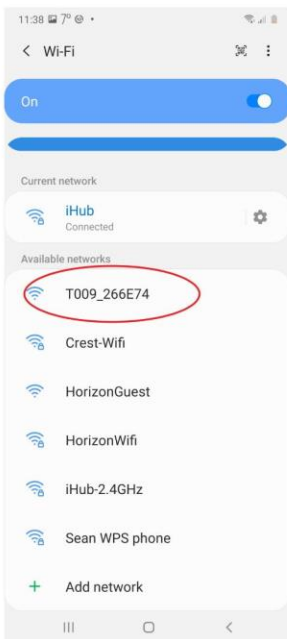 11:38 7°
Wi-Fi
On
Current network
iHub
Connected
Available networks
T009_266E74
Crest-Wifi
HorizonGuest
HorizonWifi
iHub-2.4GHz
Sean WPS phone
Add network